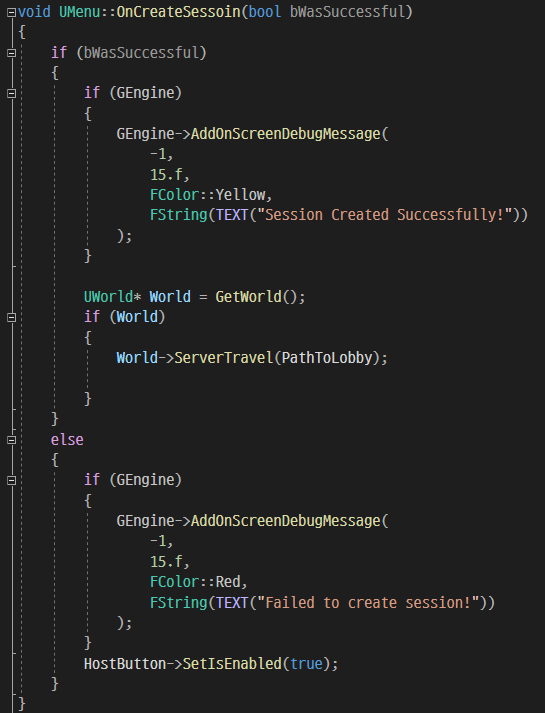 void UMenu::OnCreateSessoin(bool bWasSuccessful)
{
    if (bWasSuccessful)
    {
        if (GEngine)
        {
            GEngine->AddOnScreenDebugMessage(
                -1,
                15.f,
                FColor::Yellow,
                FString(TEXT("Session Created Successfully!"))
            );
        }

        UWorld* World = GetWorld();
        if (World)
        {
            World->ServerTravel(PathToLobby);

        }
    }
    else
    {
        if (GEngine)
        {
            GEngine->AddOnScreenDebugMessage(
                -1,
                15.f,
                FColor::Red,
                FString(TEXT("Failed to create session!"))
            );
        }
        HostButton->SetIsEnabled(true);
    }
}